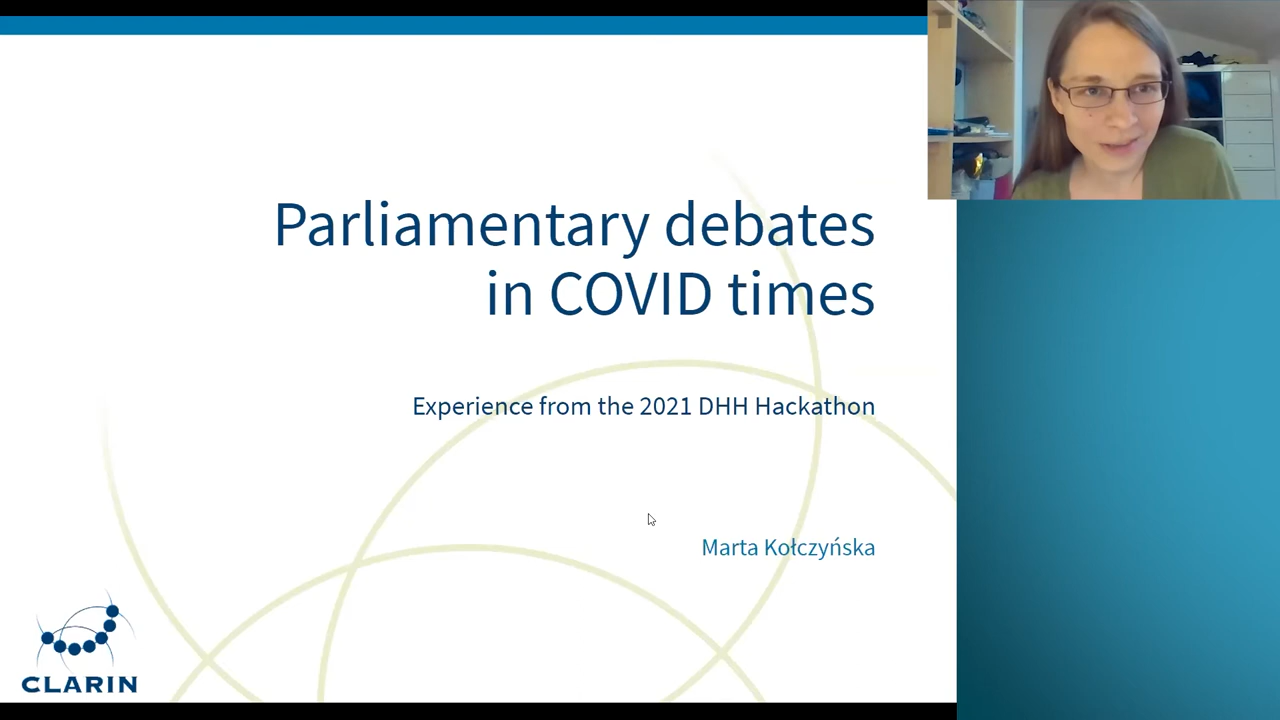 Parliamentary debates
in COVID times
Experience from the 2021 DHH Hackathon
Marta Kołczyńska
CLARIN